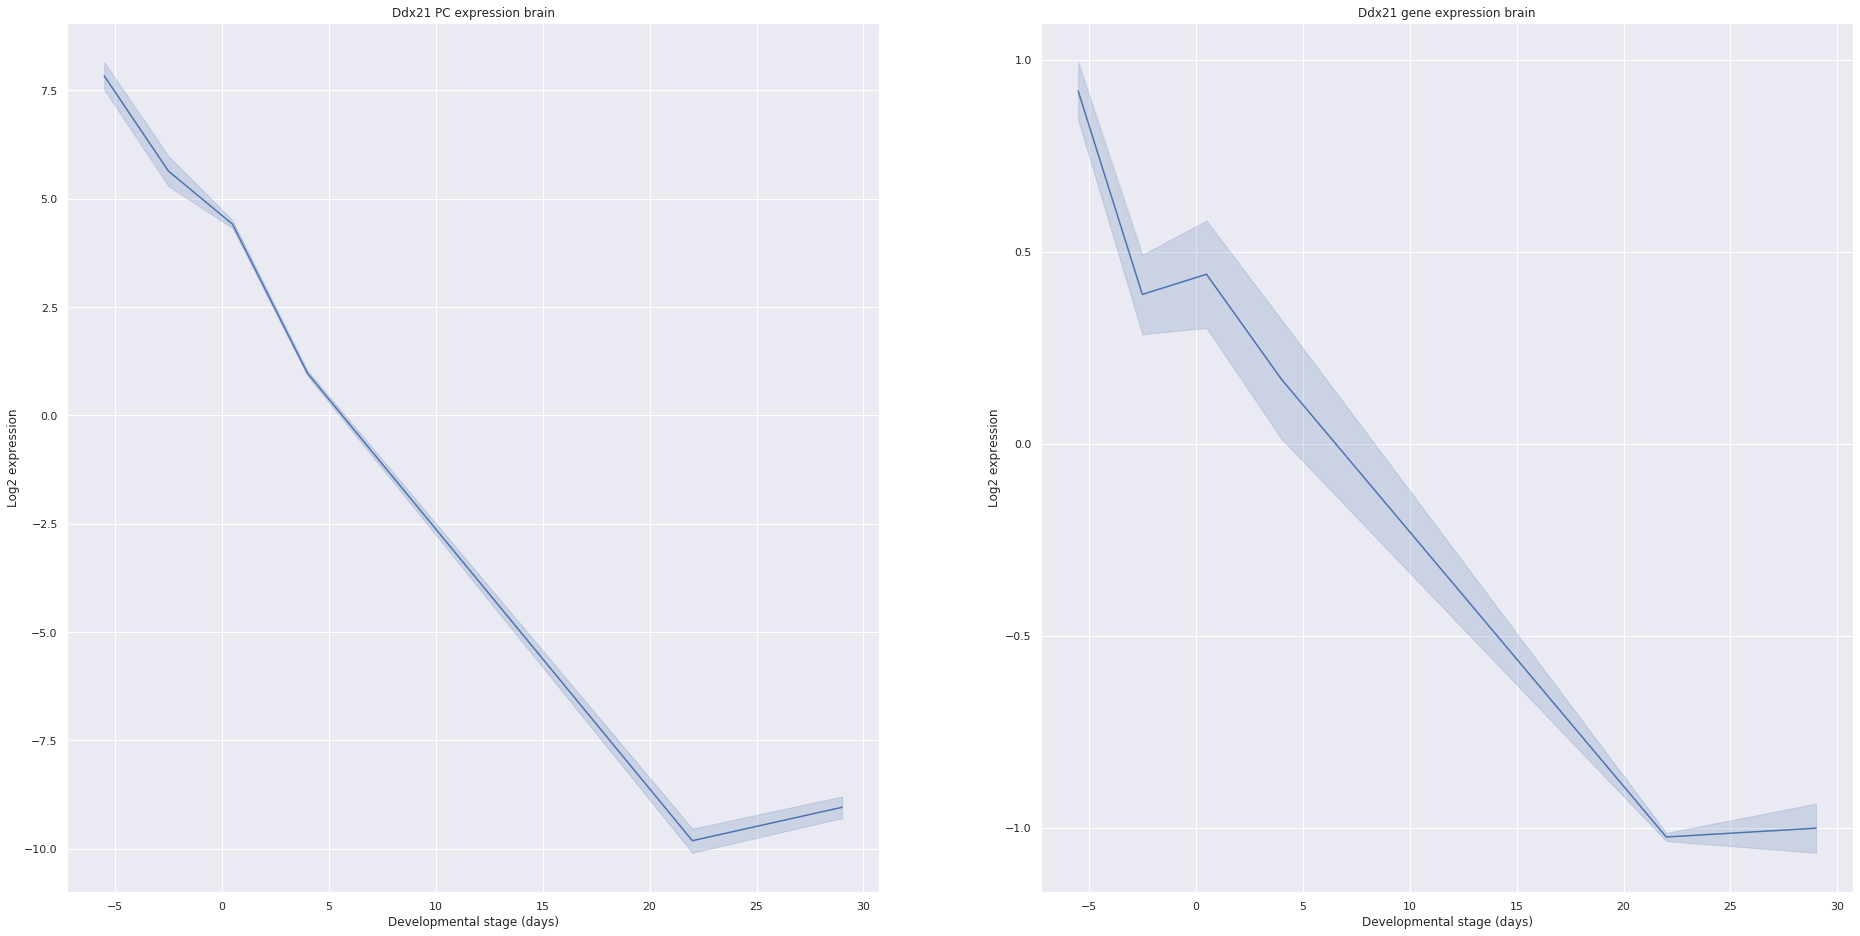 Ddx21 PC expression brain
Log2 expression
7.5
5.0
2.5
0.0
−2.5
−5.0
−7.5
−10.0
−5 0 5 10 15 20 25 30
Developmental stage (days)
Ddx21 gene expression brain
Log2 expression
1.0
0.5
0.0
−0.5
−1.0
−5 0 5 10 15 20 25 30
Developmental stage (days)